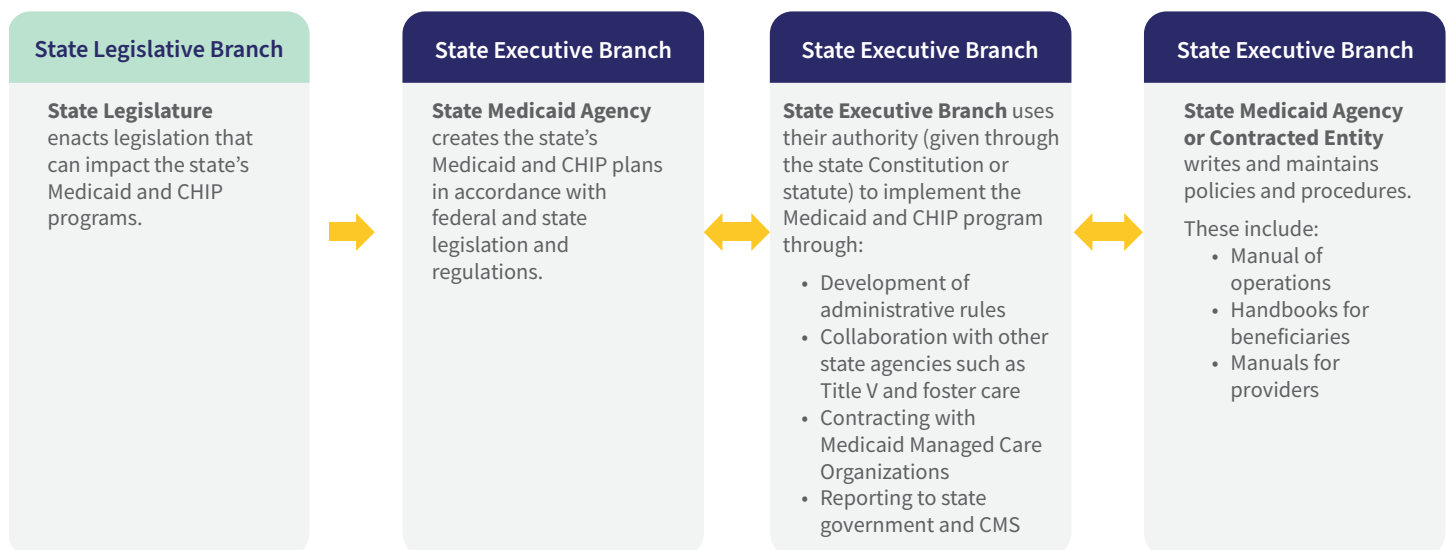 State Legislative Branch
State Legislature
enacts legislation that
can impact the state’s
Medicaid and CHIP
programs.
State Executive Branch
State Medicaid Agency
creates the state’s
Medicaid and CHIP plans
in accordance with
federal and state
legislation and
regulations.
State Executive Branch
State Executive Branch uses
their authority (given through
the state Constitution or
statute) to implement the
Medicaid and CHIP program
through:
• Development of
administrative rules
• Collaboration with other
state agencies such as
Title V and foster care
• Contracting with
Medicaid Managed Care
Organizations
• Reporting to state
government and CMS
State Executive Branch
State Medicaid Agency
or Contracted Entity
writes and maintains
policies and procedures.
These include:
• Manual of
operations
• Handbooks for
beneficiaries
• Manuals for
providers